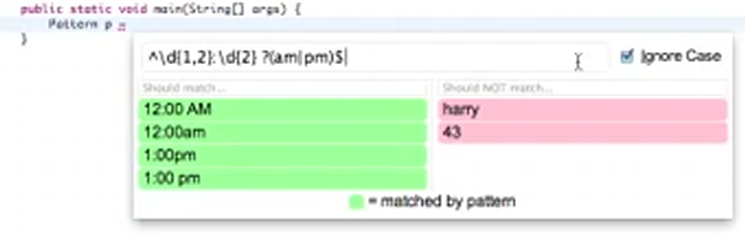 public static void main(String[] args) {
Pattern p =
}
^\d{1,2}:\d{2} ?(am|pm)$
Ignore Case
Should match...
Should NOT match...
12:00 AM
harry
12:00am
43
1:00pm
1:00 pm
= matched by pattern